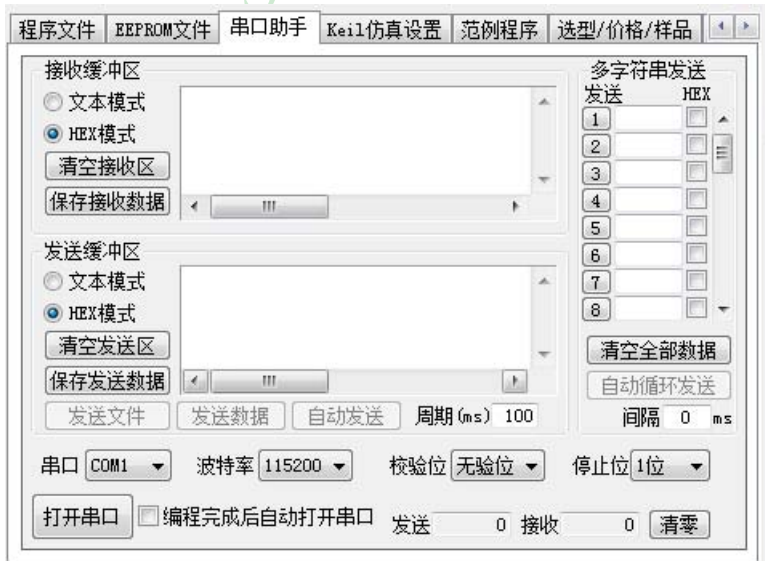 程序文件 EEPROM文件 串口助手 Keil仿真设置 范例程序 选型/价格/样品
接收缓冲区
文本模式
HEX模式
清空接收区
保存接收数据
发送缓冲区
文本模式
HEX模式
清空发送区
保存发送数据
发送文件 发送数据 自动发送 周期(ms) 100
多字符串发送
发送 HEX
1
2
3
4
5
6
7
8
清空全部数据
自动循环发送
间隔 0 ms
串口 COM1 波特率 115200 校验位 无验位 停止位 1位
打开串口 编程完成后自动打开串口 发送 0 接收 0 清零